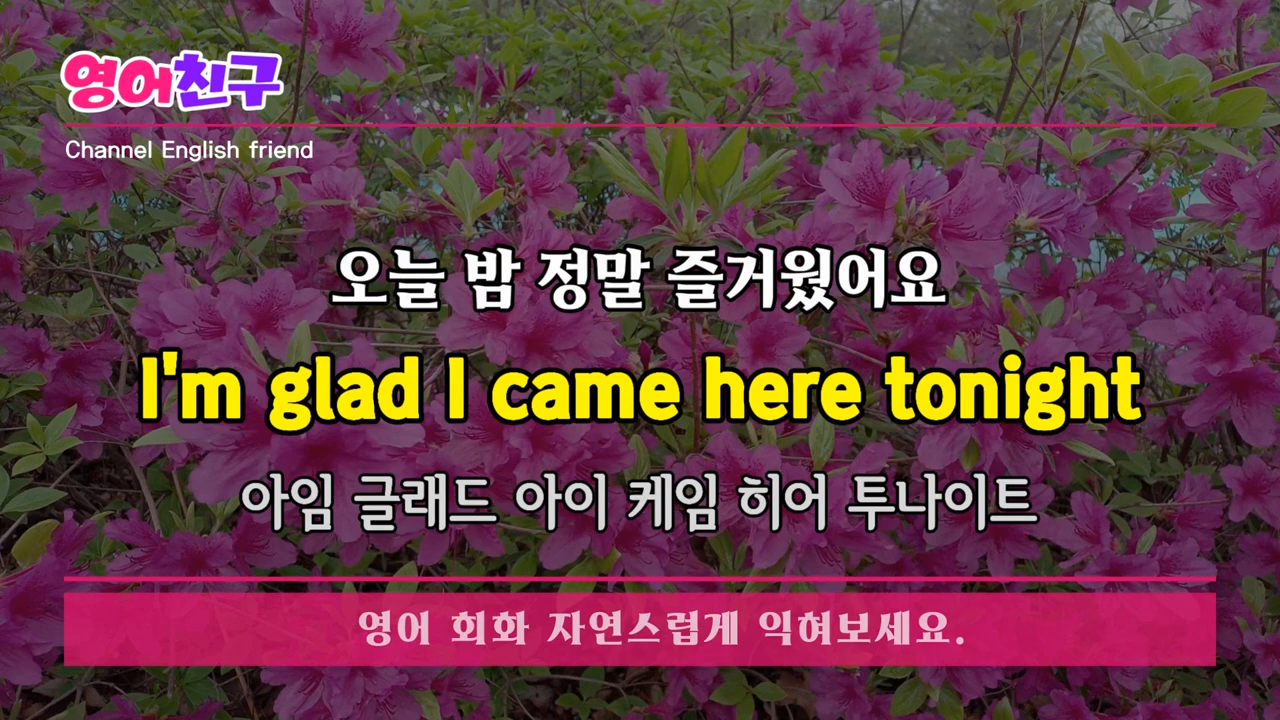 영어친구
Channel English friend
오늘 밤 정말 즐거웠어요
I'm glad I came here tonight
아임 글래드 아이 케임 히어 투나이트
영어 회화 자연스럽게 익혀보세요.